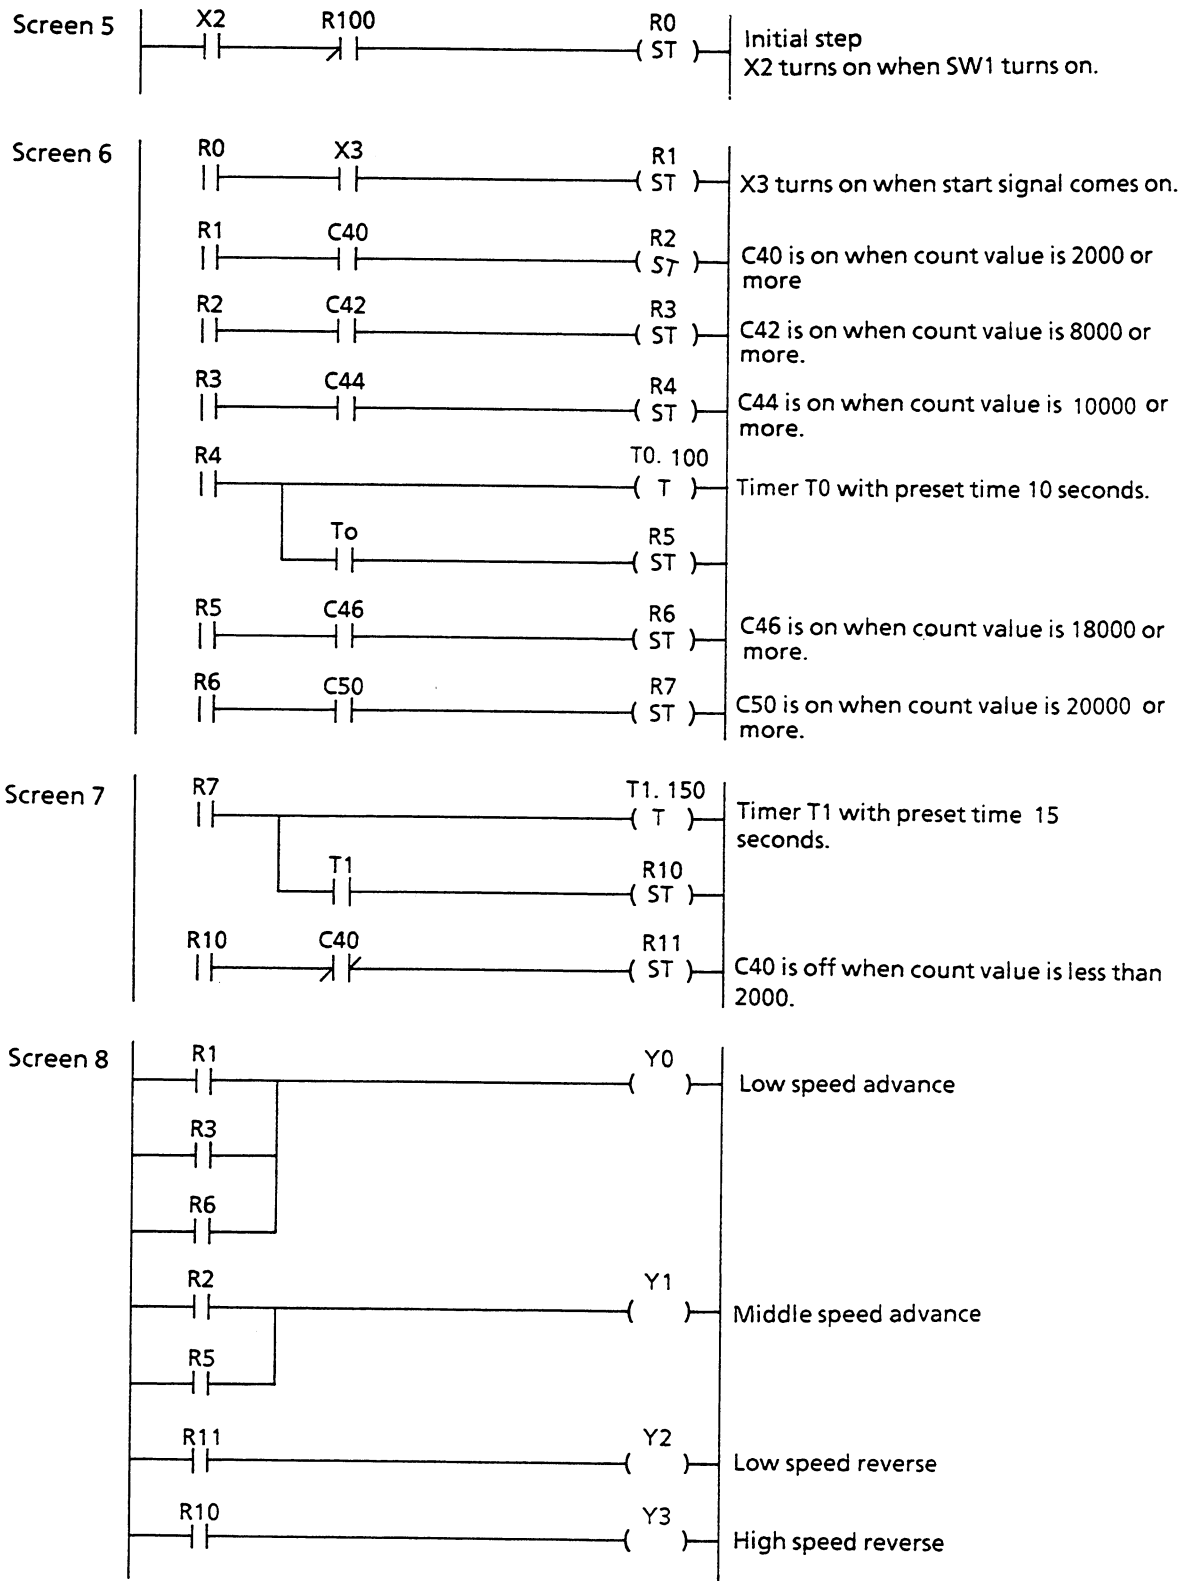 Screen 5
X2 R100 R0
ST
Initial step
X2 turns on when SW1 turns on.
Screen 6
R0 X3 R1
ST
X3 turns on when start signal comes on.
R1 C40 R2
ST
C40 is on when count value is 2000 or
more
R2 C42 R3
ST
C42 is on when count value is 8000 or
more.
R3 C44 R4
ST
C44 is on when count value is 10000 or
more.
R4 T0. 100
T
Timer T0 with preset time 10 seconds.
To R5
ST
R5 C46 R6
ST
C46 is on when count value is 18000 or
more.
R6 C50 R7
ST
C50 is on when count value is 20000 or
more.
Screen 7
R7 T1. 150
T
Timer T1 with preset time 15
seconds.
T1 R10
ST
R10 C40 R11
ST
C40 is off when count value is less than
2000.
Screen 8
R1 Y0
Low speed advance
R3
R6
R2 Y1
Middle speed advance
R5
R11 Y2
Low speed reverse
R10 Y3
High speed reverse